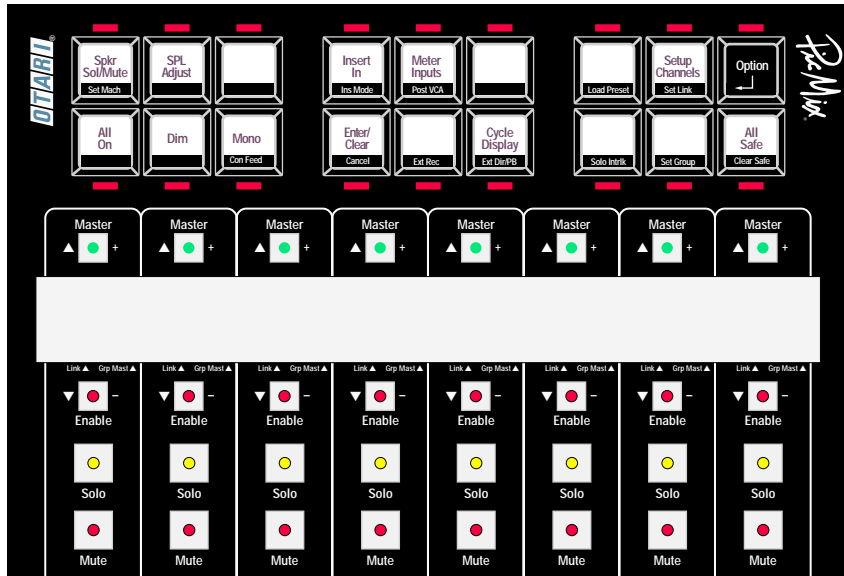 OTARI
PicMix
Spkr
Sol/Mute
Set Mach
SPL
Adjust
Insert
In
Ins Mode
Meter
Inputs
Post VCA
Load Preset
Setup
Channels
Set Link
Option
All
On
Dim
Mono
Con Feed
Enter/
Clear
Cancel
Ext Rec
Cycle
Display
Ext Dir/PB
Solo Intrlk
Set Group
All
Safe
Clear Safe
Master Master Master Master Master Master Master Master
▲ + ▲ + ▲ + ▲ + ▲ + ▲ + ▲ + ▲ +
Link ▲ Grp Mast ▲ Link ▲ Grp Mast ▲ Link ▲ Grp Mast ▲ Link ▲ Grp Mast ▲ Link ▲ Grp Mast ▲ Link ▲ Grp Mast ▲ Link ▲ Grp Mast ▲ Link ▲ Grp Mast ▲
▼ – ▼ – ▼ – ▼ – ▼ – ▼ – ▼ – ▼ –
Enable Enable Enable Enable Enable Enable Enable Enable
Solo Solo Solo Solo Solo Solo Solo Solo
Mute Mute Mute Mute Mute Mute Mute Mute